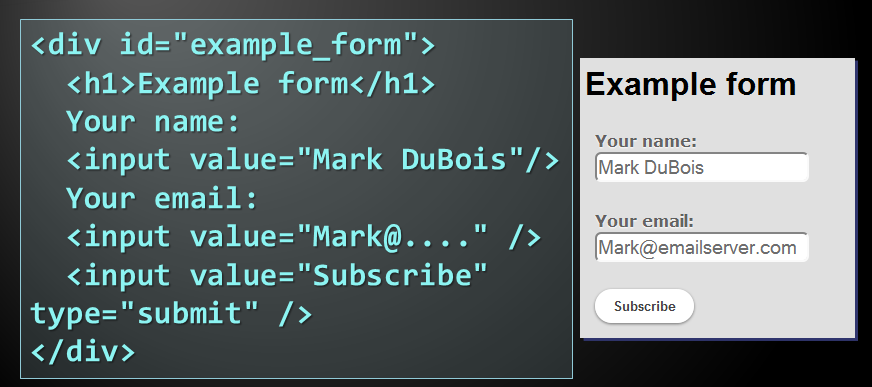 <div id="example_form">
  <h1>Example form</h1>
  Your name:
  <input value="Mark DuBois"/>
  Your email:
  <input value="Mark@...." />
  <input value="Subscribe"
type="submit" />
</div>
Example form
Your name:
Mark DuBois
Your email:
Mark@emailserver.com
Subscribe